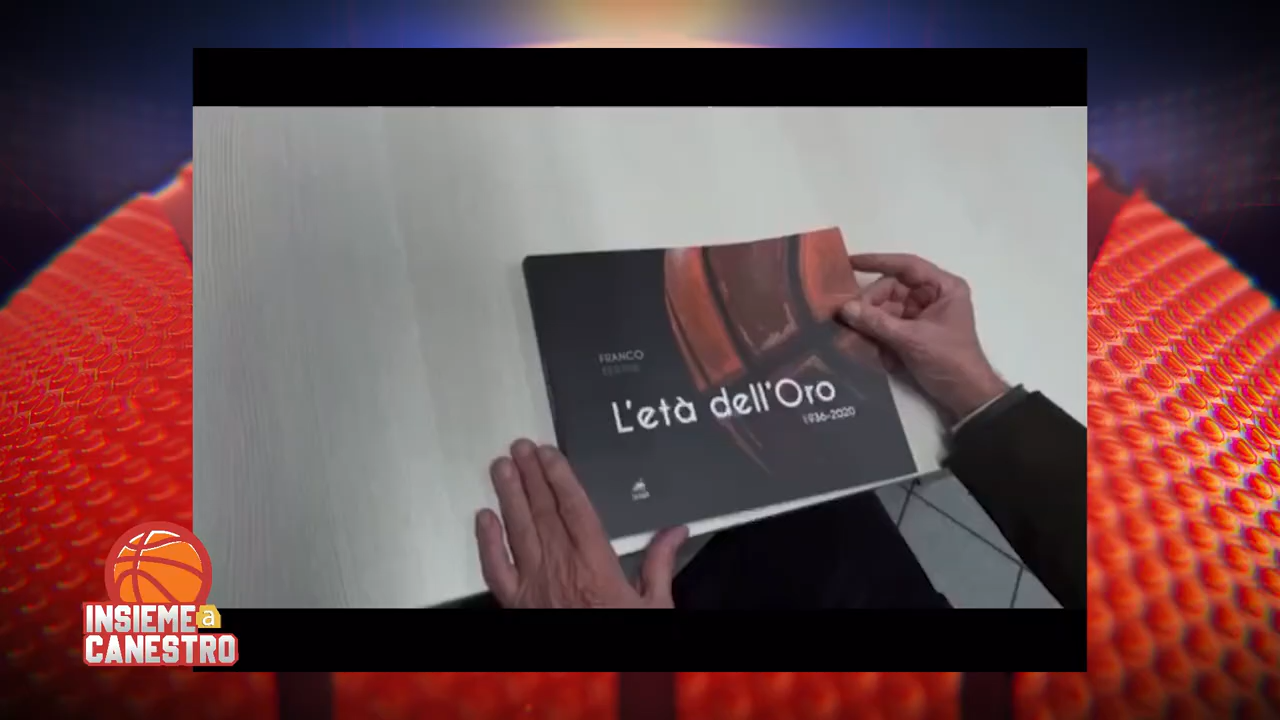 FRANCO
L'età dell'Oro
1936-2020
INSIEME a
CANESTRO